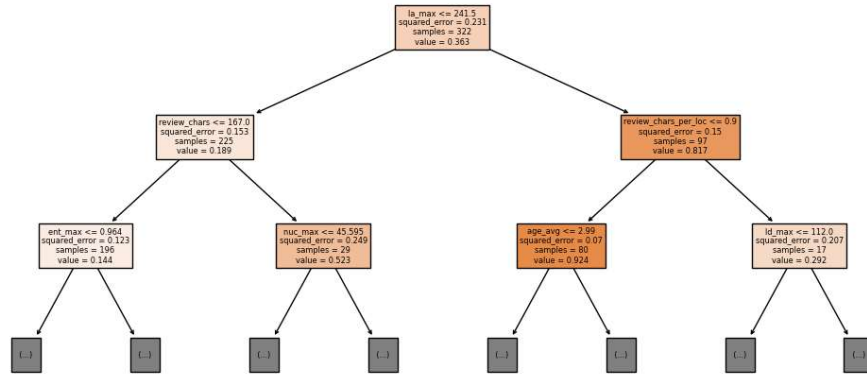 la_max <= 241.5
squared_error = 0.231
samples = 322
value = 0.363
review_chars <= 167.0
squared_error = 0.153
samples = 225
value = 0.189
review_chars_per_loc <= 0.9
squared_error = 0.15
samples = 97
value = 0.817
ent_max <= 0.964
squared_error = 0.123
samples = 196
value = 0.144
nuc_max <= 45.595
squared_error = 0.249
samples = 29
value = 0.523
age_avg <= 2.99
squared_error = 0.07
samples = 80
value = 0.924
ld_max <= 112.0
squared_error = 0.207
samples = 17
value = 0.292
(...)
(...)
(...)
(...)
(...)
(...)
(...)
(...)